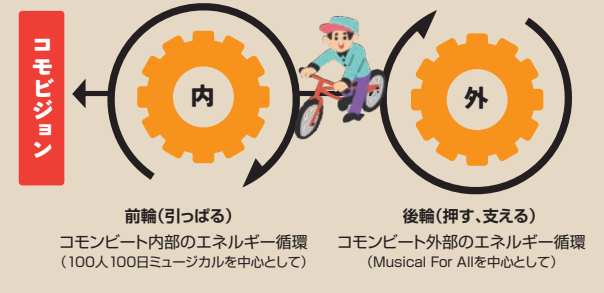 コモビジョン
内
外
前輪(引っぱる)
コモンビート内部のエネルギー循環
(100人100日ミュージカルを中心として)
後輪(押す、支える)
コモンビート外部のエネルギー循環
(Musical For Allを中心として)